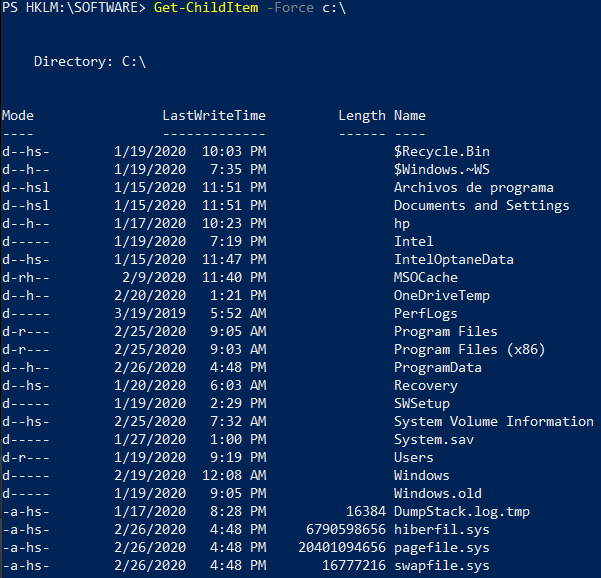 PS HKLM:\SOFTWARE> Get-ChildItem -Force c:\
Directory: C:\
Mode LastWriteTime Length Name
---- ------------- ------ ----
d--hs- 1/19/2020 10:03 PM $Recycle.Bin
d--h-- 1/19/2020 7:35 PM $Windows.~WS
d--hsl 1/15/2020 11:51 PM Archivos de programa
d--hsl 1/15/2020 11:51 PM Documents and Settings
d--h-- 1/17/2020 10:23 PM hp
d----- 1/19/2020 7:19 PM Intel
d--hs- 1/15/2020 11:47 PM IntelOptaneData
d-rh-- 2/9/2020 11:40 PM MSOCache
d--h-- 2/20/2020 1:21 PM OneDriveTemp
d----- 3/19/2019 5:52 AM PerfLogs
d-r--- 2/25/2020 9:05 AM Program Files
d-r--- 2/25/2020 9:03 AM Program Files (x86)
d--h-- 2/26/2020 4:48 PM ProgramData
d--hs- 1/20/2020 6:03 AM Recovery
d----- 1/19/2020 2:29 PM SWSetup
d--hs- 2/25/2020 7:32 AM System Volume Information
d----- 1/27/2020 1:00 PM System.sav
d-r--- 1/19/2020 9:19 PM Users
d----- 2/19/2020 12:08 AM Windows
d----- 1/19/2020 9:05 PM Windows.old
-a-hs- 1/17/2020 8:28 PM 16384 DumpStack.log.tmp
-a-hs- 2/26/2020 4:48 PM 6790598656 hiberfil.sys
-a-hs- 2/26/2020 4:48 PM 20401094656 pagefile.sys
-a-hs- 2/26/2020 4:48 PM 16777216 swapfile.sys